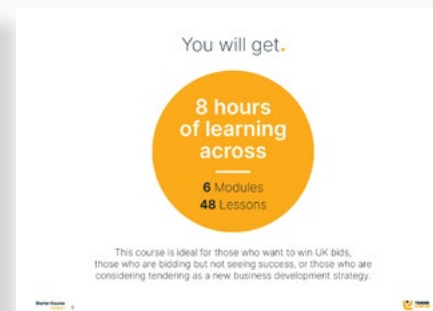 You will get.
8 hours
of learning
across
6 Modules
48 Lessons
This course is ideal for those who want to win UK bids,
those who are bidding but not seeing success, or those who are
considering tendering as a new business development strategy.
Starter Course